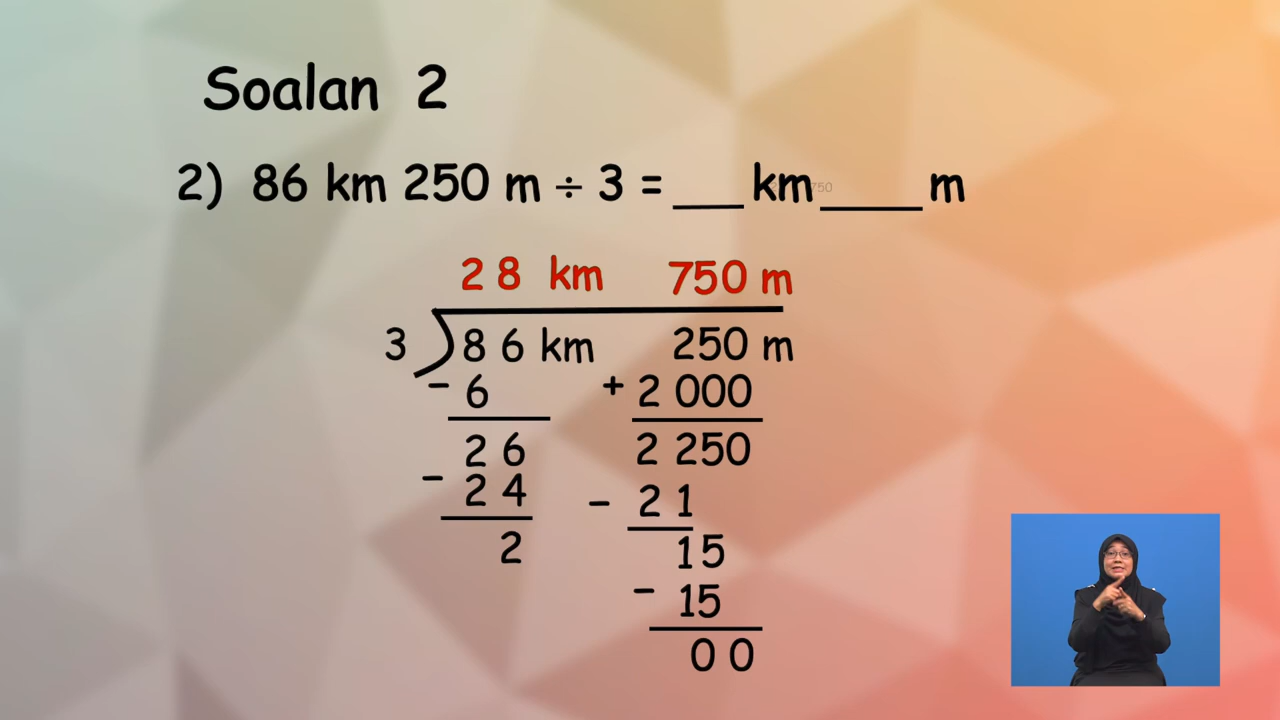 Soalan 2
2) 86 km 250 m ÷ 3 = ___ km ____ m
28 km 750 m
3 86 km 250 m
- 6 + 2 000
26 2 250
- 24 - 21
2 15
- 15
00